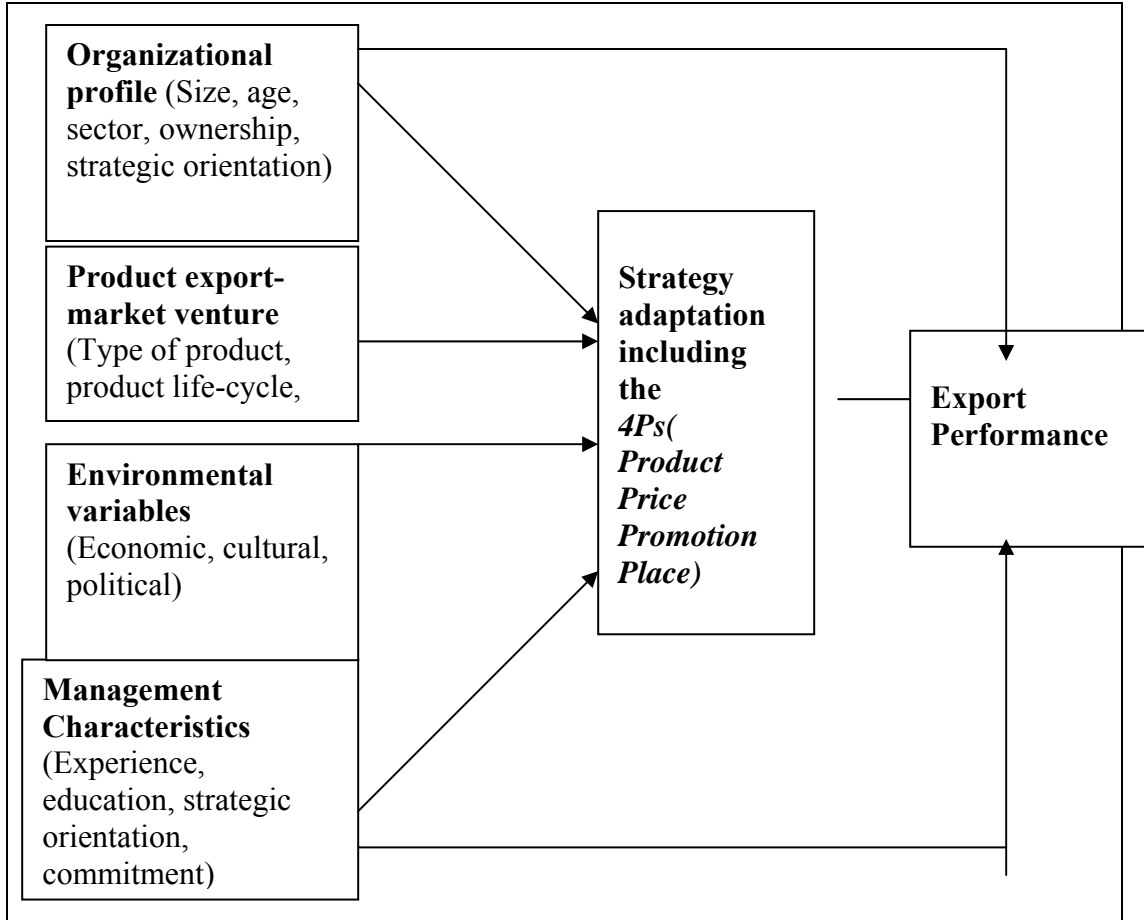 Organizational
profile (Size, age,
sector, ownership,
strategic orientation)
Product export-
market venture
(Type of product,
product life-cycle,
Environmental
variables
(Economic, cultural,
political)
Management
Characteristics
(Experience,
education, strategic
orientation,
commitment)
Strategy
adaptation
including
the
4Ps(
Product
Price
Promotion
Place)
Export
Performance